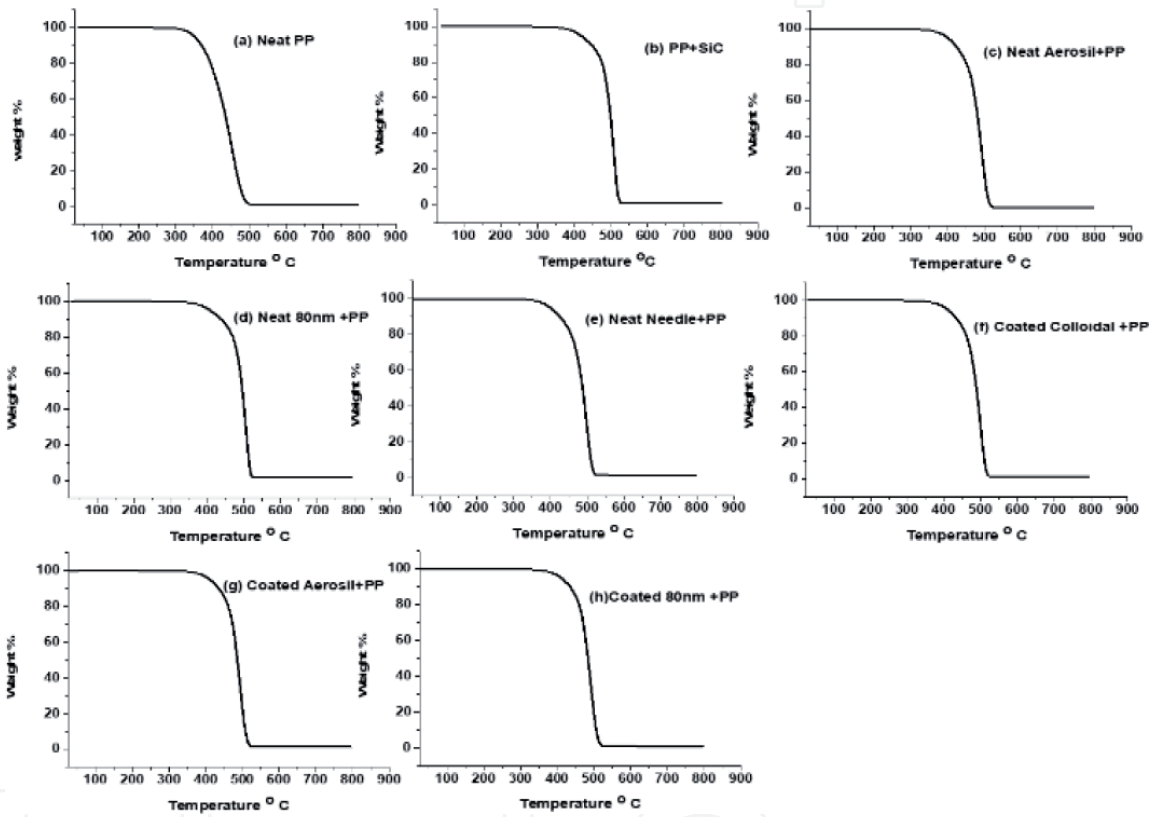 (a) Neat PP
weight %
100
80
60
40
20
0
100 200 300 400 500 600 700 800 900
Temperature º C
(b) PP+SiC
Weight %
100
80
60
40
20
0
100 200 300 400 500 600 700 800 900
Temperature ºC
(c) Neat Aerosil+PP
Weight %
100
80
60
40
20
0
100 200 300 400 500 600 700 800 900
Temperature º C
(d) Neat 80nm +PP
Weight %
100
80
60
40
20
0
100 200 300 400 500 600 700 800 900
Temperature º C
(e) Neat Needle+PP
Weight %
100
80
60
40
20
0
100 200 300 400 500 600 700 800 900
Temperature º C
(f) Coated Colloidal +PP
Weight %
100
80
60
40
20
0
100 200 300 400 500 600 700 800 900
Temperature º C
(g) Coated Aerosil+PP
Weight %
100
80
60
40
20
0
100 200 300 400 500 600 700 800 900
Temperature º C
(h)Coated 80nm +PP
Weight %
100
80
60
40
20
0
100 200 300 400 500 600 700 800 900
Temperature º C